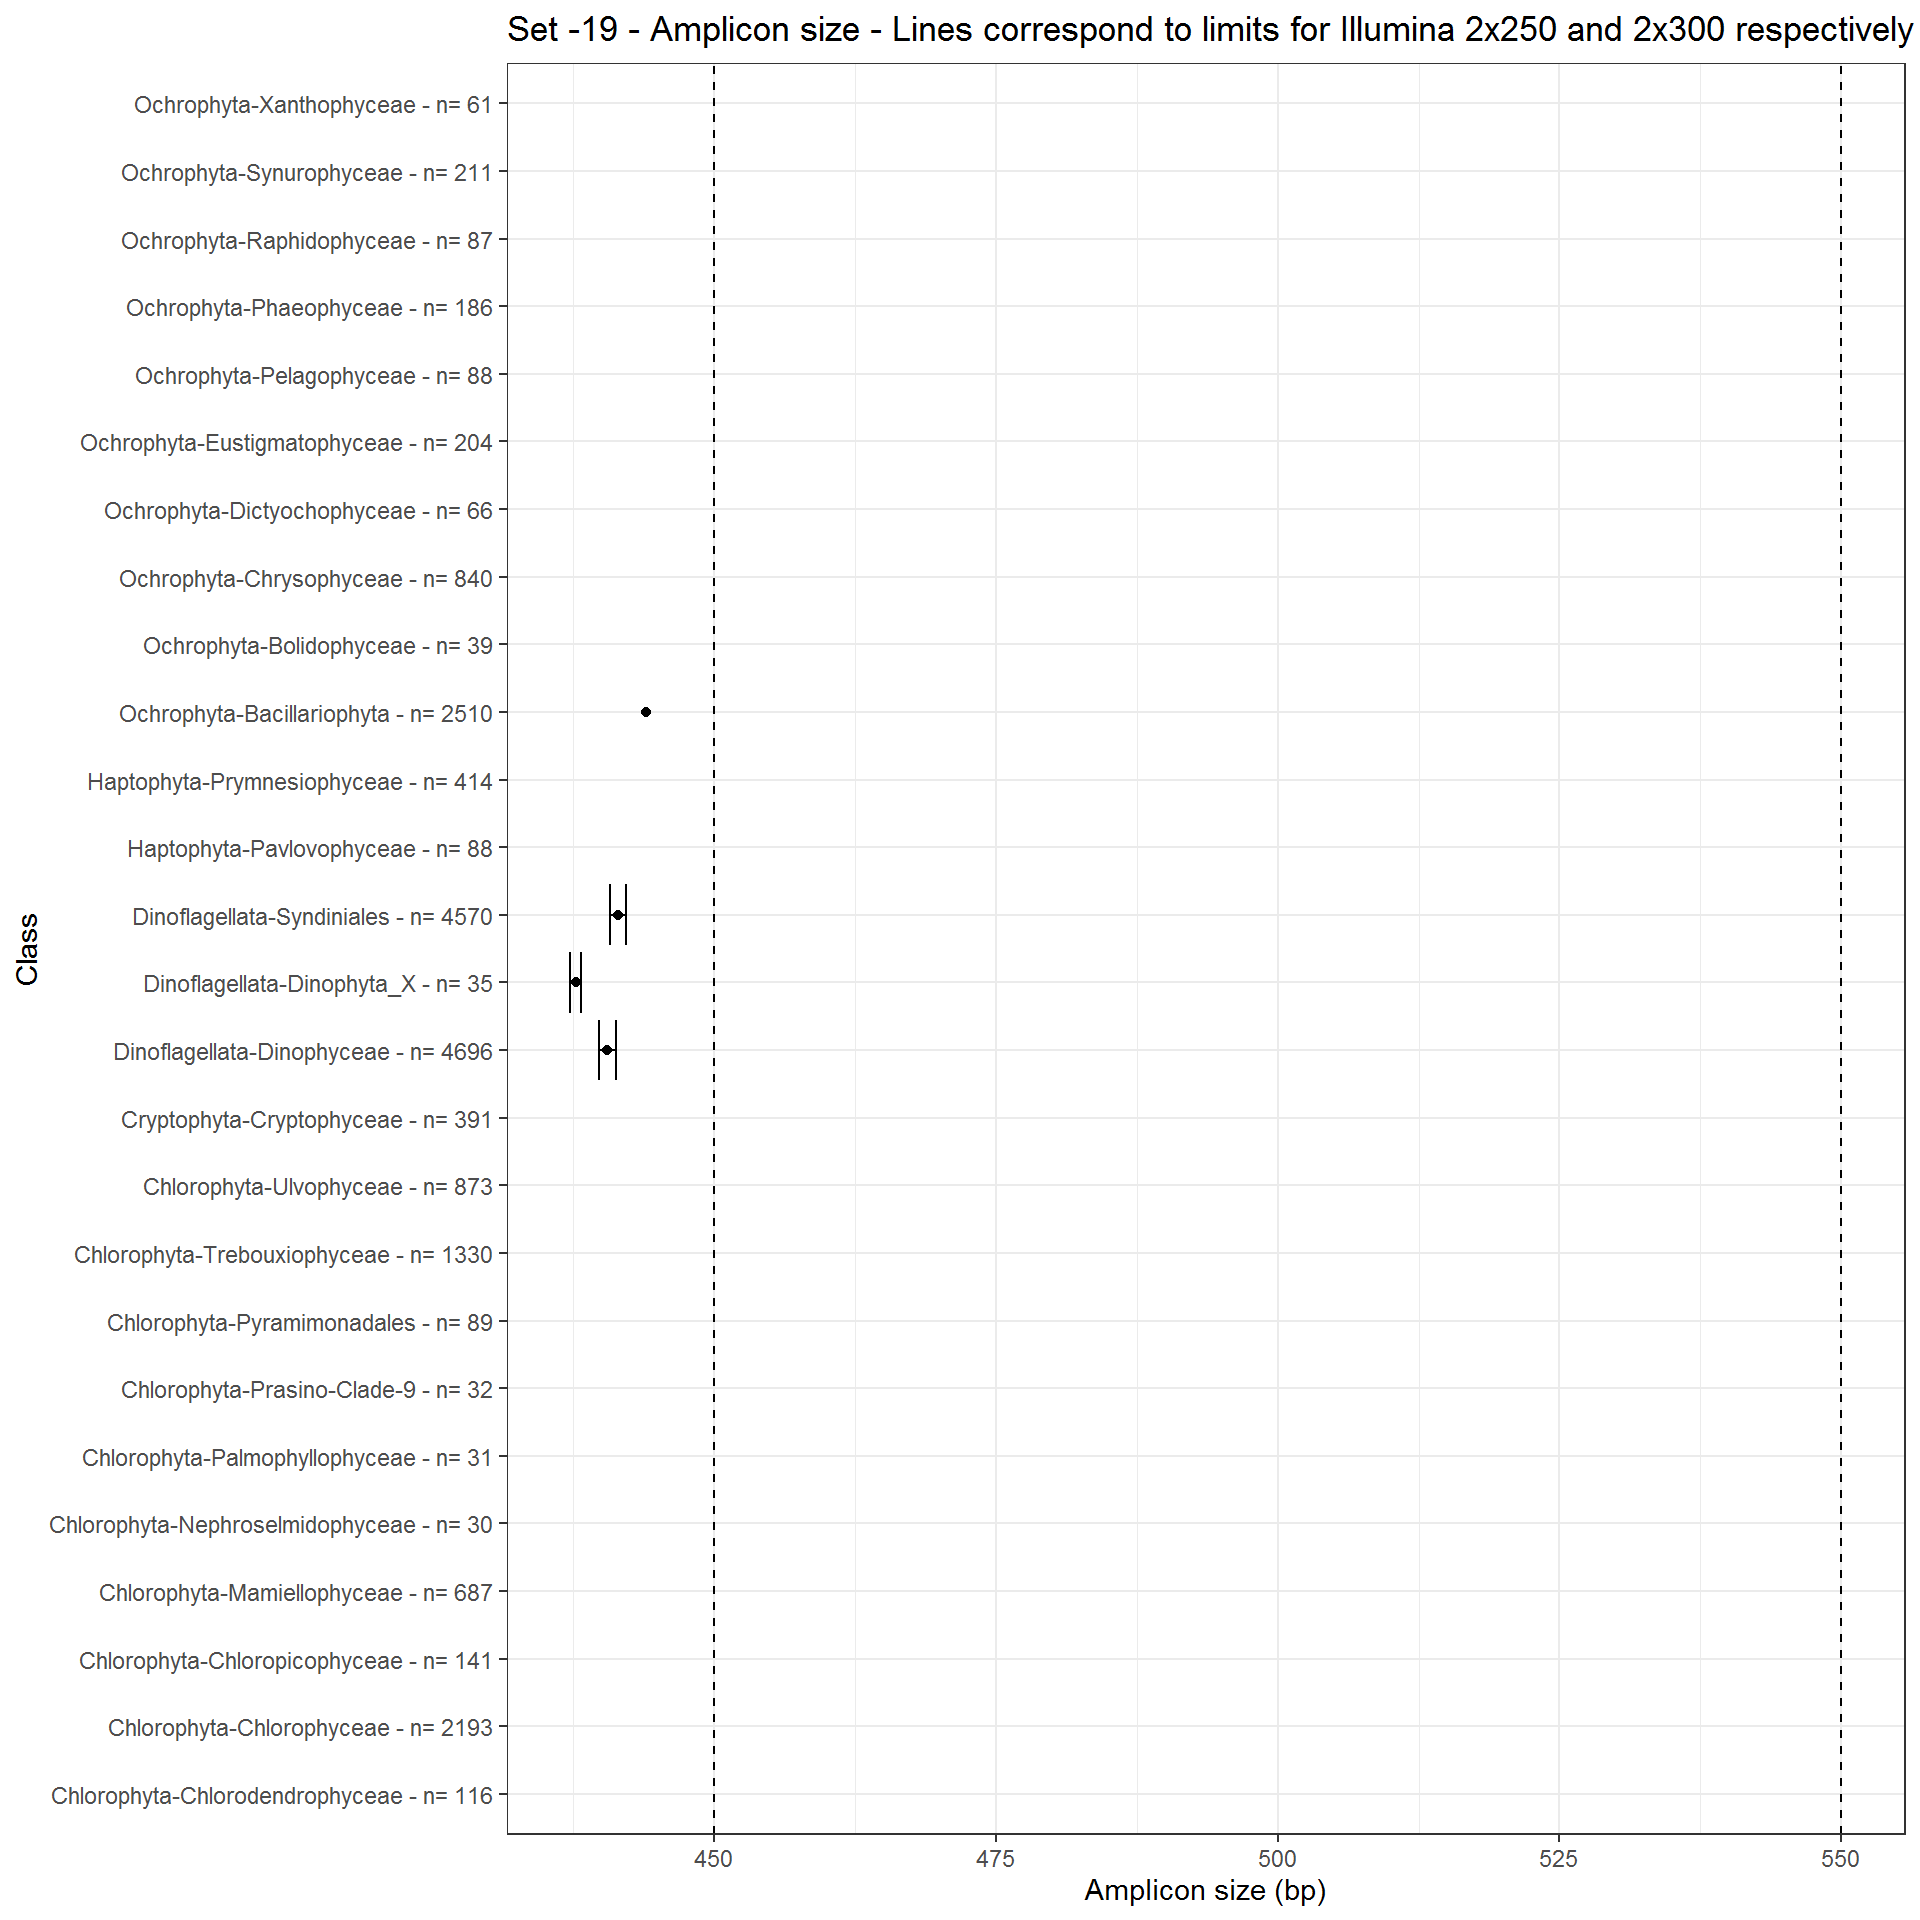 Set -19 - Amplicon size - Lines correspond to limits for Illumina 2x250 and 2x300 respectively
Class
Ochrophyta-Xanthophyceae - n= 61
Ochrophyta-Synurophyceae - n= 211
Ochrophyta-Raphidophyceae - n= 87
Ochrophyta-Phaeophyceae - n= 186
Ochrophyta-Pelagophyceae - n= 88
Ochrophyta-Eustigmatophyceae - n= 204
Ochrophyta-Dictyochophyceae - n= 66
Ochrophyta-Chrysophyceae - n= 840
Ochrophyta-Bolidophyceae - n= 39
Ochrophyta-Bacillariophyta - n= 2510
Haptophyta-Prymnesiophyceae - n= 414
Haptophyta-Pavlovophyceae - n= 88
Dinoflagellata-Syndiniales - n= 4570
Dinoflagellata-Dinophyta_X - n= 35
Dinoflagellata-Dinophyceae - n= 4696
Cryptophyta-Cryptophyceae - n= 391
Chlorophyta-Ulvophyceae - n= 873
Chlorophyta-Trebouxiophyceae - n= 1330
Chlorophyta-Pyramimonadales - n= 89
Chlorophyta-Prasino-Clade-9 - n= 32
Chlorophyta-Palmophyllophyceae - n= 31
Chlorophyta-Nephroselmidophyceae - n= 30
Chlorophyta-Mamiellophyceae - n= 687
Chlorophyta-Chloropicophyceae - n= 141
Chlorophyta-Chlorophyceae - n= 2193
Chlorophyta-Chlorodendrophyceae - n= 116
450 475 500 525 550
Amplicon size (bp)